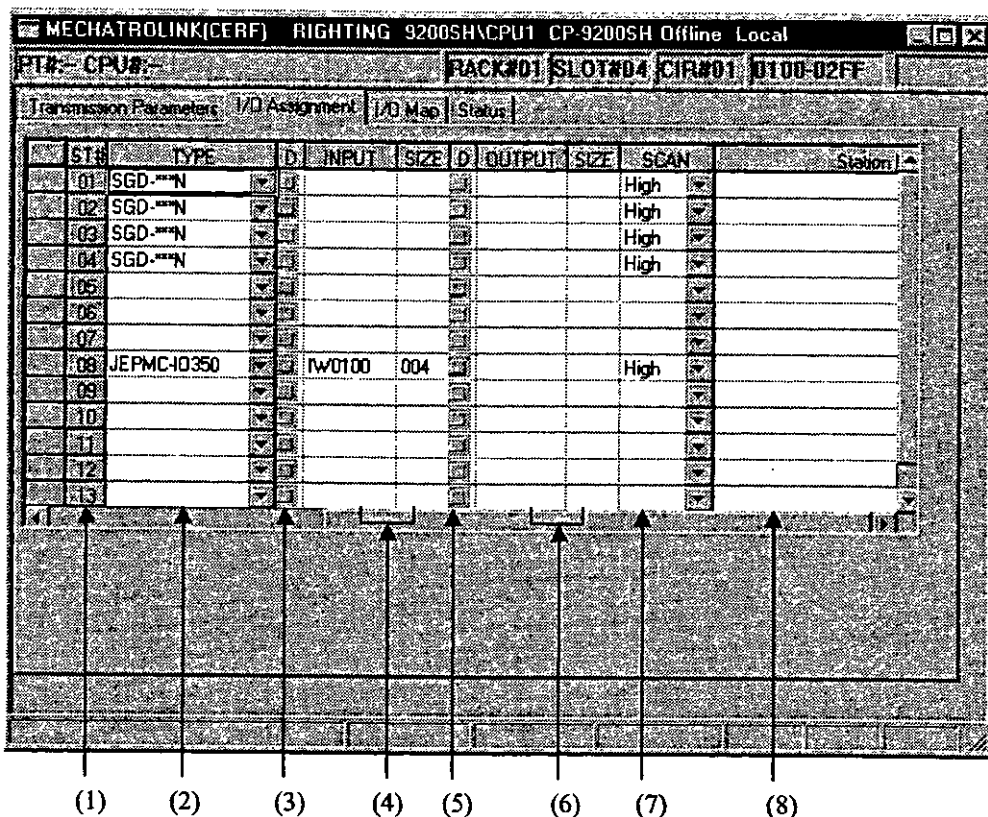 MECHATROLINK(CERF) RIGHTING 9200SH\CPU1 CP-9200SH Offline Local
PT#:- CPU#:- RACK#01 SLOT#04 CIR#01 0100-02FF
Transmission Parameters I/O Assignment I/O Map Status
ST# TYPE D INPUT SIZE D OUTPUT SIZE SCAN Station
01 SGD-***N High
02 SGD-***N High
03 SGD-***N High
04 SGD-***N High
05
06
07
08 JEPMC-IO350 IW0100 004 High
09
10
11
12
13
(1) (2) (3) (4) (5) (6) (7) (8)